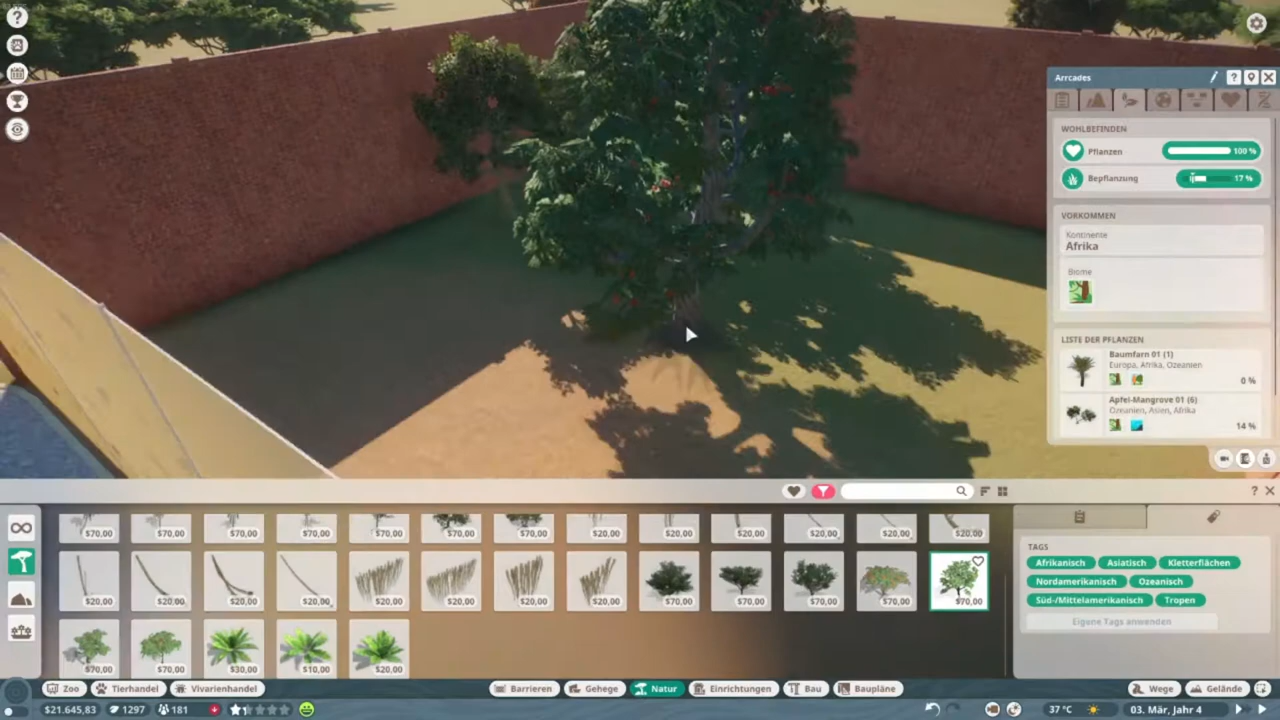 ?
Arrcades
?
WOHLBEFINDEN
Pflanzen 100 %
Bepflanzung 17 %
VORKOMMEN
Kontinente
Afrika
Biome
LISTE DER PFLANZEN
Baumfarn 01 (1)
Europa, Afrika, Ozeanien
0 %
Apfel-Mangrove 01 (6)
Ozeanien, Asien, Afrika
14 %
?
$70,00 $70,00 $70,00 $70,00 $70,00 $70,00 $70,00 $20,00 $20,00 $20,00 $20,00 $20,00 $20,00
$20,00 $20,00 $20,00 $20,00 $20,00 $20,00 $20,00 $20,00 $70,00 $70,00 $70,00 $70,00 $70,00
$70,00 $70,00 $30,00 $10,00 $20,00
TAGS
Afrikanisch Asiatisch Kletterflächen
Nordamerikanisch Ozeanisch
Süd-/Mittelamerikanisch Tropen
Eigene Tags anwenden
Zoo Tierhandel Vivarienhandel Barrieren Gehege Natur Einrichtungen Bau Baupläne Wege Gelände
$21.645,83 1297 181 37 °C 03. Mär, Jahr 4